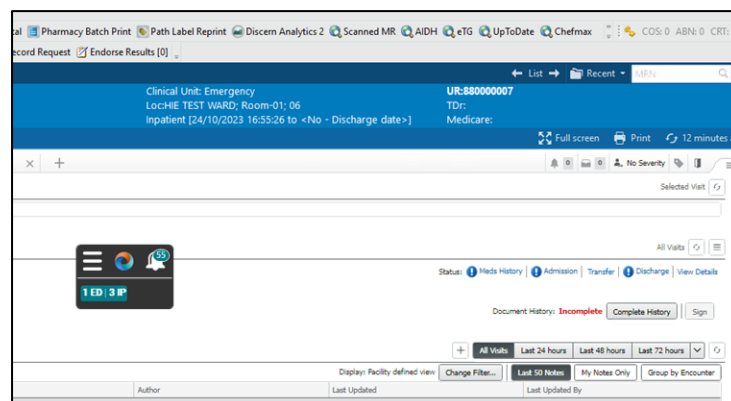 tal Pharmacy Batch Print Path Label Reprint Discern Analytics 2 Scanned MR AIDH eTG UpToDate Chefmax COS: 0 ABN: 0 CRT:
ecord Request Endorse Results [0]
List Recent MRN
Clinical Unit: Emergency UR:880000007
Loc:HIE TEST WARD; Room-01; 06 TDr:
Inpatient [24/10/2023 16:55:26 to <No - Discharge date>] Medicare:
Full screen Print 12 minutes
0 0 No Severity
Selected Visit
All Visits
55
1 ED 3 IP
Status: Meds History Admission Transfer Discharge View Details
Document History: Incomplete Complete History Sign
All Visits Last 24 hours Last 48 hours Last 72 hours
Display: Facility defined view Change Filter... Last 50 Notes My Notes Only Group by Encounter
Author Last Updated Last Updated By